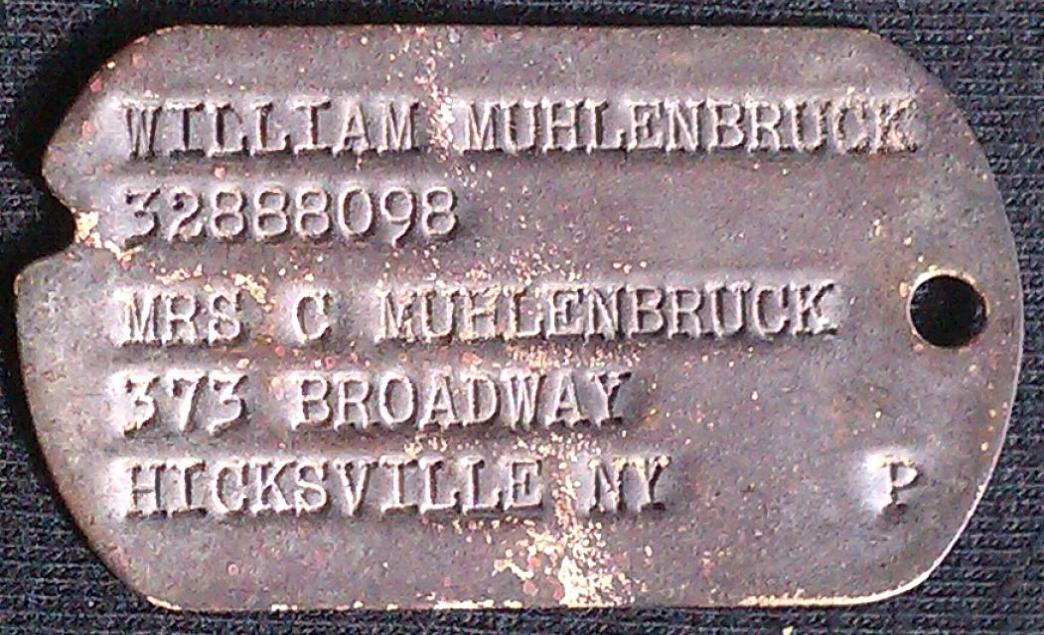 WILLIAM MUHLENBRUCK
32888098
MRS C MUHLENBRUCK
373 BROADWAY
HICKSVILLE NY P